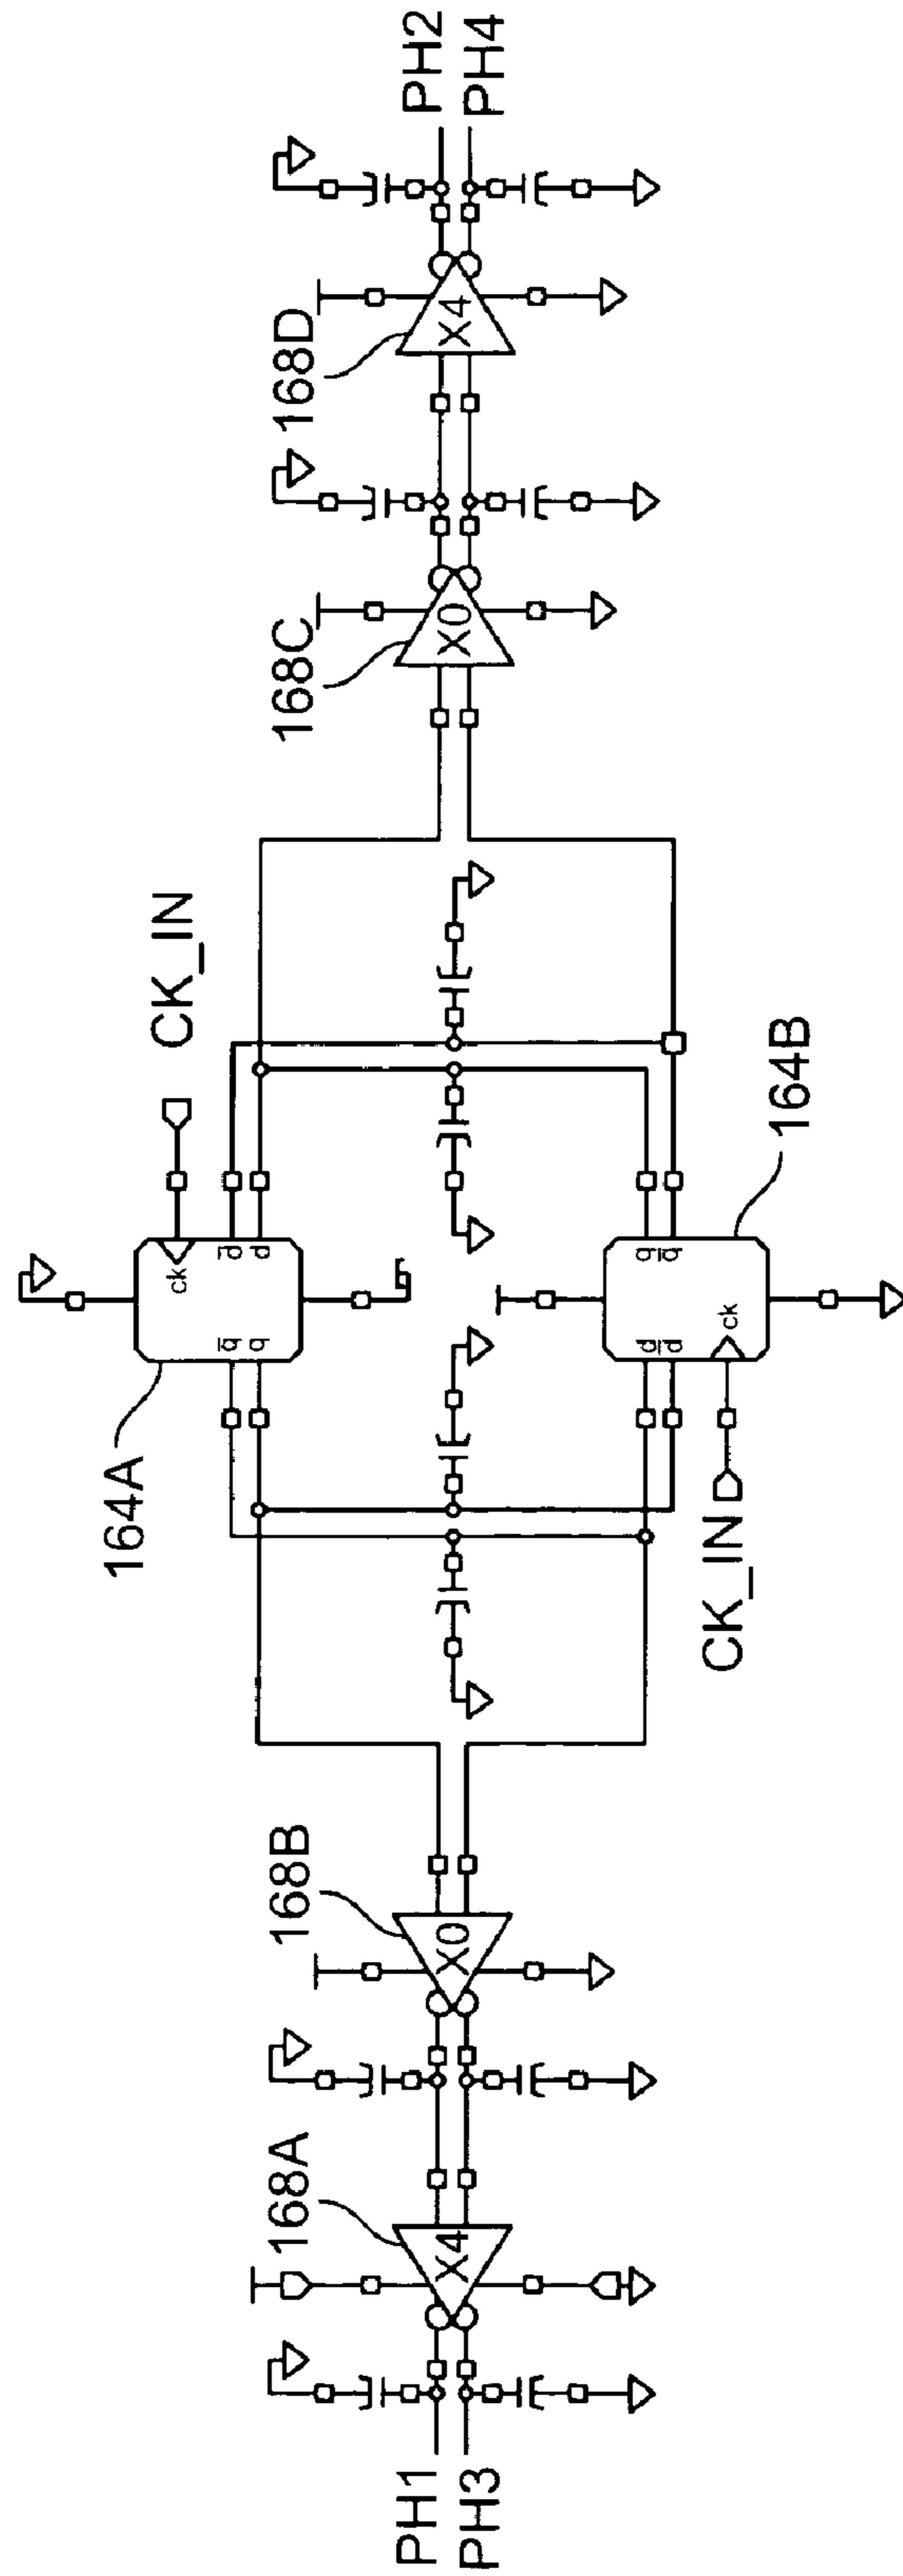 164A
CK_IN
ck
q̅ d̅
q d
168A 168B 168C 168D
PH1 PH2
X4 X0 X0 X4
PH3 PH4
d q
d̅ q̅
CK_IN ck
164B